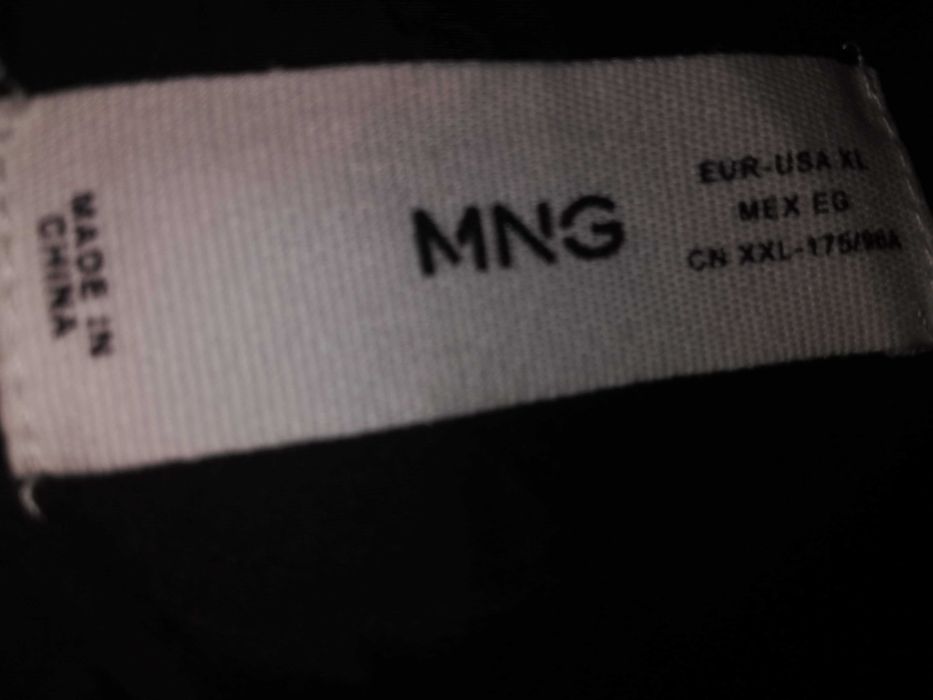 MADE IN
CHINA
MNG
EUR-USA XL
MEX EG
CN XXL-175/96A